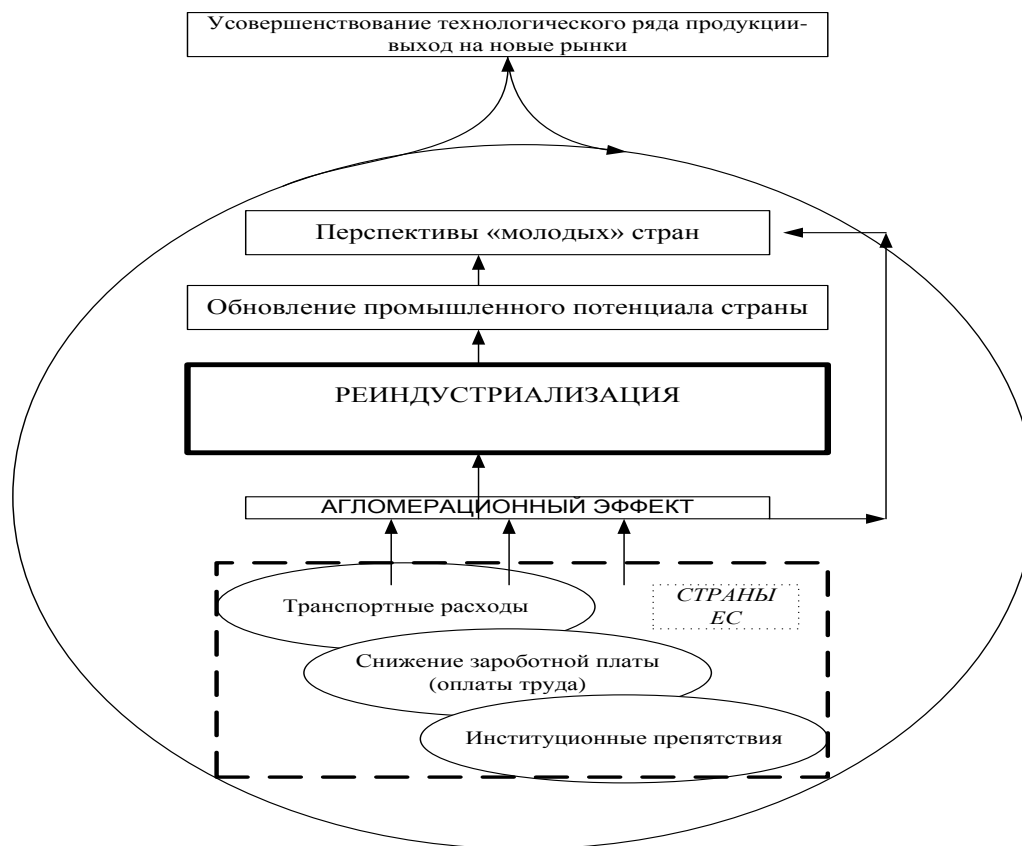 Усовершенствование технологического ряда продукции-
выход на новые рынки
Перспективы «молодых» стран
Обновление промышленного потенциала страны
РЕИНДУСТРИАЛИЗАЦИЯ
АГЛОМЕРАЦИОННЫЙ ЭФФЕКТ
Транспортные расходы
СТРАНЫ
ЕС
Снижение зароботной платы
(оплаты труда)
Институционные препятствия